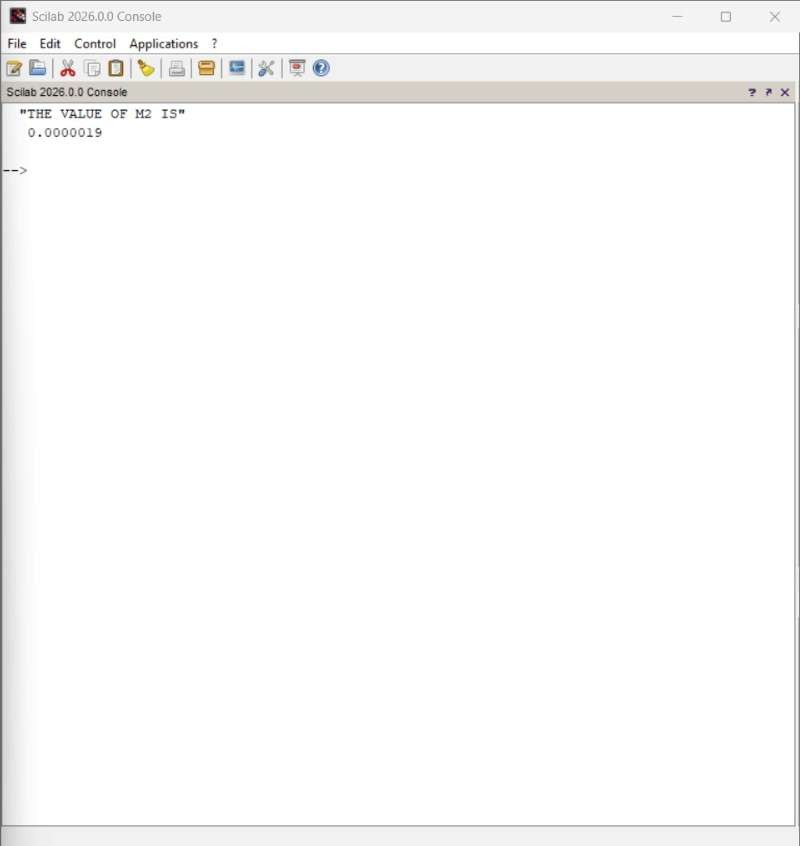 Scilab 2026.0.0 Console
File Edit Control Applications ?
Scilab 2026.0.0 Console
"THE VALUE OF M2 IS"
0.0000019
-->